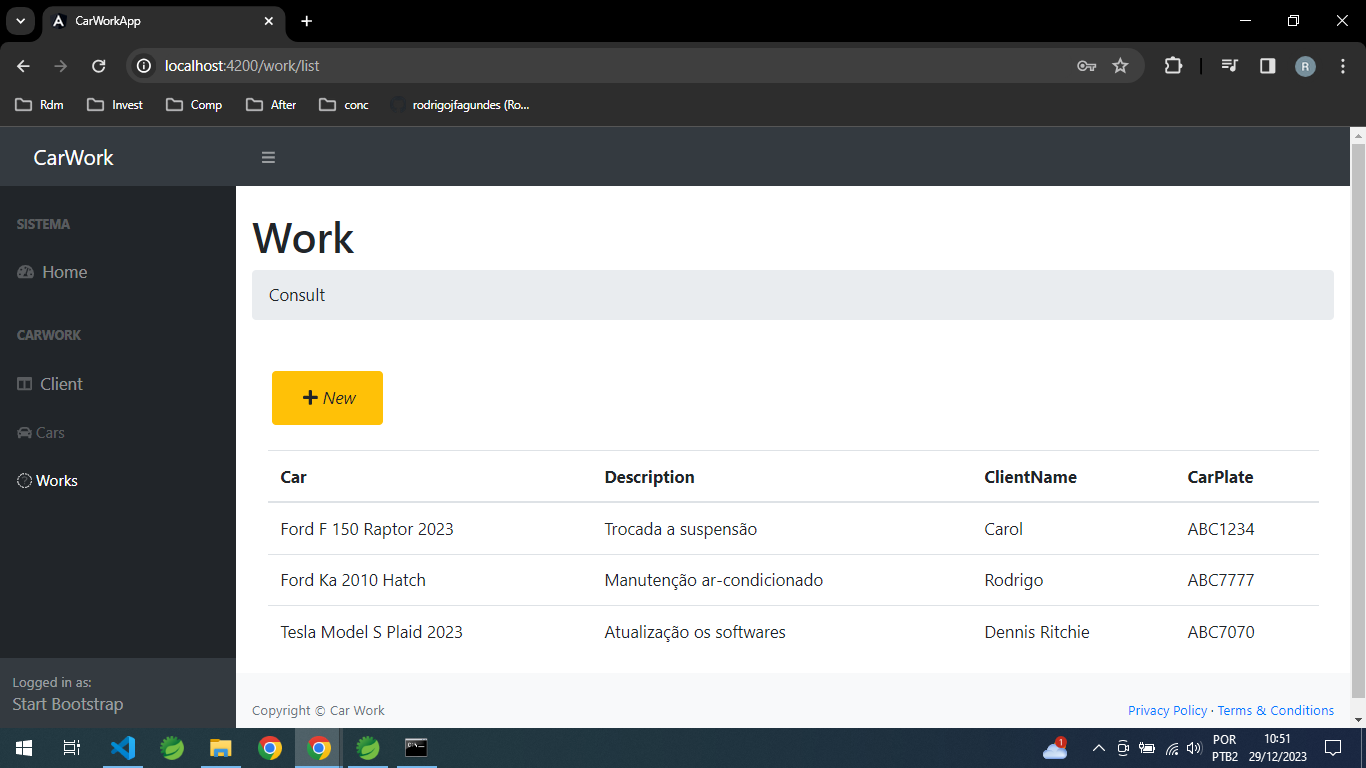 CarWorkApp
localhost:4200/work/list
R
Rdm Invest Comp After conc rodrigojfagundes (Ro...
CarWork
SISTEMA
Home
CARWORK
Client
Cars
Works
Logged in as:
Start Bootstrap
Work
Consult
New
Car Description ClientName CarPlate
Ford F 150 Raptor 2023 Trocada a suspensão Carol ABC1234
Ford Ka 2010 Hatch Manutenção ar-condicionado Rodrigo ABC7777
Tesla Model S Plaid 2023 Atualização os softwares Dennis Ritchie ABC7070
Copyright © Car Work Privacy Policy · Terms & Conditions
1
POR 10:51
PTB2 29/12/2023